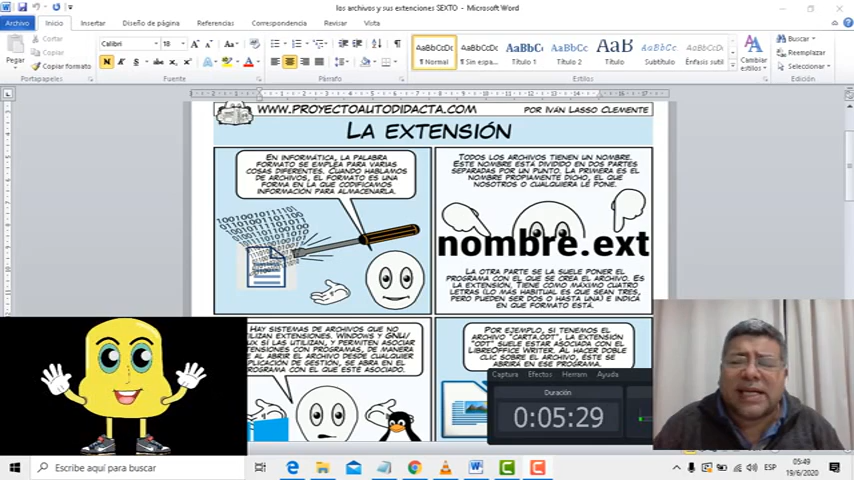 los archivos y sus extenciones SEXTO - Microsoft Word
Archivo Inicio Insertar Diseño de página Referencias Correspondencia Revisar Vista
Cortar
Copiar
Copiar formato
Pegar
Portapapeles
Calibri 18
Fuente
Párrafo
AaBbCcDc AaBbCcDc AaBbC AaBbCc AaB AaBbCc. AaBbCcDc
¶ Normal ¶ Sin espa... Título 1 Título 2 Título Subtítulo Énfasis sutil
Cambiar estilos
Estilos
Buscar
Reemplazar
Seleccionar
Edición
WWW.PROYECTOAUTODIDACTA.COM POR IVÁN LASSO CLEMENTE
LA EXTENSIÓN
EN INFORMÁTICA, LA PALABRA
FORMATO SE EMPLEA PARA VARIAS
COSAS DIFERENTES. CUANDO HABLAMOS
DE ARCHIVOS, EL FORMATO ES UNA
FORMA EN LA QUE CODIFICAMOS
INFORMACIÓN PARA ALMACENARLA.
TODOS LOS ARCHIVOS TIENEN UN NOMBRE.
ESTE NOMBRE ESTÁ DIVIDIDO EN DOS PARTES
SEPARADAS POR UN PUNTO. LA PRIMERA ES EL
NOMBRE PROPIAMENTE DICHO, EL QUE
NOSOTROS O CUALQUIERA LE PONE.
nombre.ext
LA OTRA PARTE SE LA SUELE PONER EL
PROGRAMA CON EL QUE SE CREA EL ARCHIVO. ES
LA EXTENSIÓN, TIENE COMO MÁXIMO CUATRO
LETRAS (LO MÁS HABITUAL ES QUE SEAN TRES,
PERO PUEDEN SER DOS O HASTA UNA) E INDICA
EN QUE FORMATO ESTÁ.
HAY SISTEMAS DE ARCHIVOS QUE NO
ILIZAN EXTENSIONES. WINDOWS Y GNU/
UX SI LAS UTILIZAN, Y PERMITEN ASOCIAR
TENSIONES CON PROGRAMAS, DE MANERA
E AL ABRIR EL ARCHIVO DESDE CUALQUIER
PLICACIÓN DE GESTIÓN, SE ABRA EN EL
ROGRAMA CON EL QUE ESTÉ ASOCIADO.
POR EJEMPLO, SI TENEMOS EL
ARCHIVO "CARTA.ODT", LA EXTENSIÓN
"ODT" SUELE ESTAR ASOCIADA CON EL
LIBREOFFICE WRITER. AL HACER DOBLE
CLIC SOBRE EL ARCHIVO, ÉSTE SE
ABRIRÁ EN ESE PROGRAMA.
Captura Efectos Herram Ayuda
Duración
0:05:29
Escribe aquí para buscar
ESP
05:49
19/6/2020